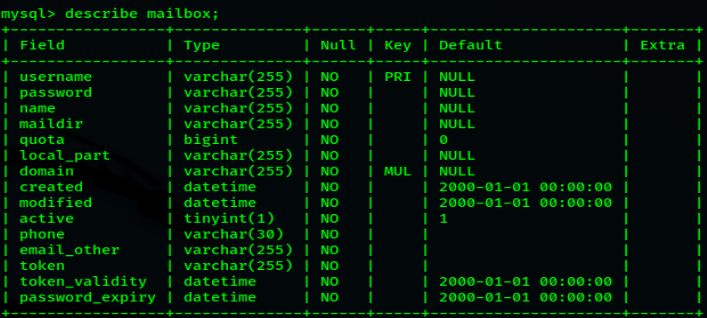 mysql> describe mailbox;
+----------------+--------------+------+-----+---------------------+-------+
| Field          | Type         | Null | Key | Default             | Extra |
+----------------+--------------+------+-----+---------------------+-------+
| username       | varchar(255) | NO   | PRI | NULL                |       |
| password       | varchar(255) | NO   |     | NULL                |       |
| name           | varchar(255) | NO   |     | NULL                |       |
| maildir        | varchar(255) | NO   |     | NULL                |       |
| quota          | bigint       | NO   |     | 0                   |       |
| local_part     | varchar(255) | NO   |     | NULL                |       |
| domain         | varchar(255) | NO   | MUL | NULL                |       |
| created        | datetime     | NO   |     | 2000-01-01 00:00:00 |       |
| modified       | datetime     | NO   |     | 2000-01-01 00:00:00 |       |
| active         | tinyint(1)   | NO   |     | 1                   |       |
| phone          | varchar(30)  | NO   |     |                     |       |
| email_other    | varchar(255) | NO   |     |                     |       |
| token          | varchar(255) | NO   |     |                     |       |
| token_validity | datetime     | NO   |     | 2000-01-01 00:00:00 |       |
| password_expiry | datetime     | NO   |     | 2000-01-01 00:00:00 |       |
+----------------+--------------+------+-----+---------------------+-------+